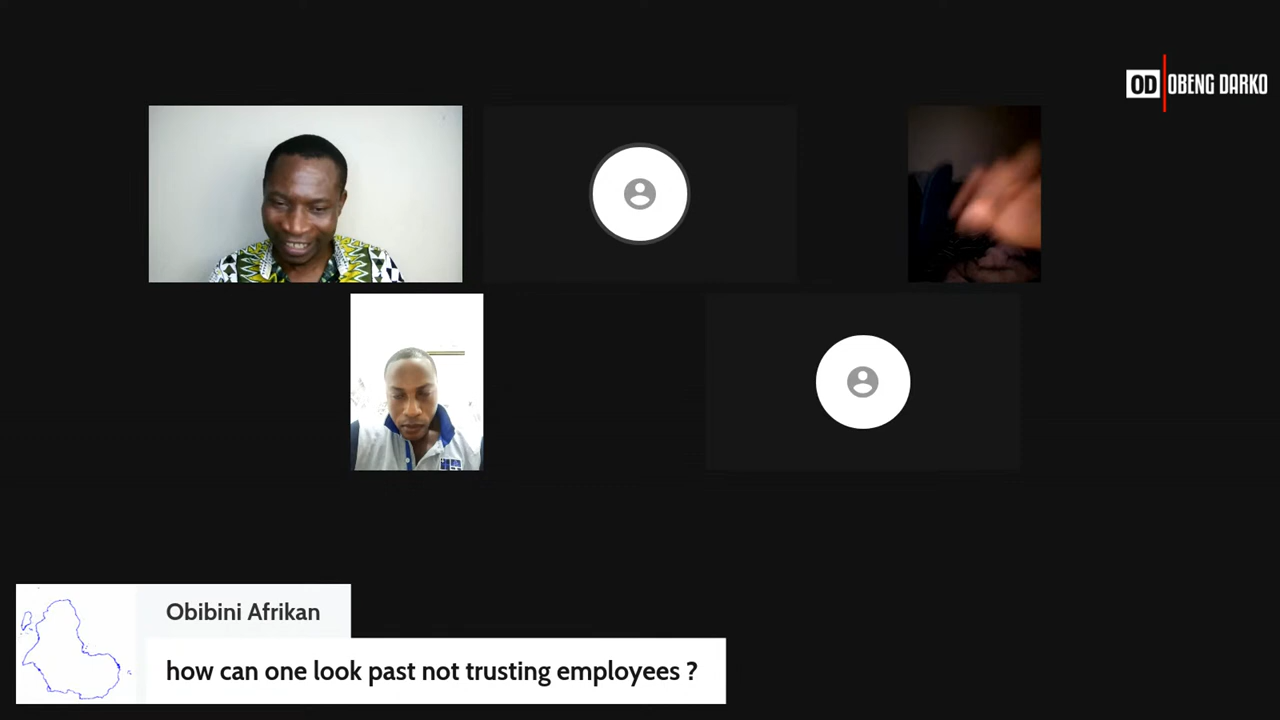 OD OBENG DARKO
Obibini Afrikan
how can one look past not trusting employees ?